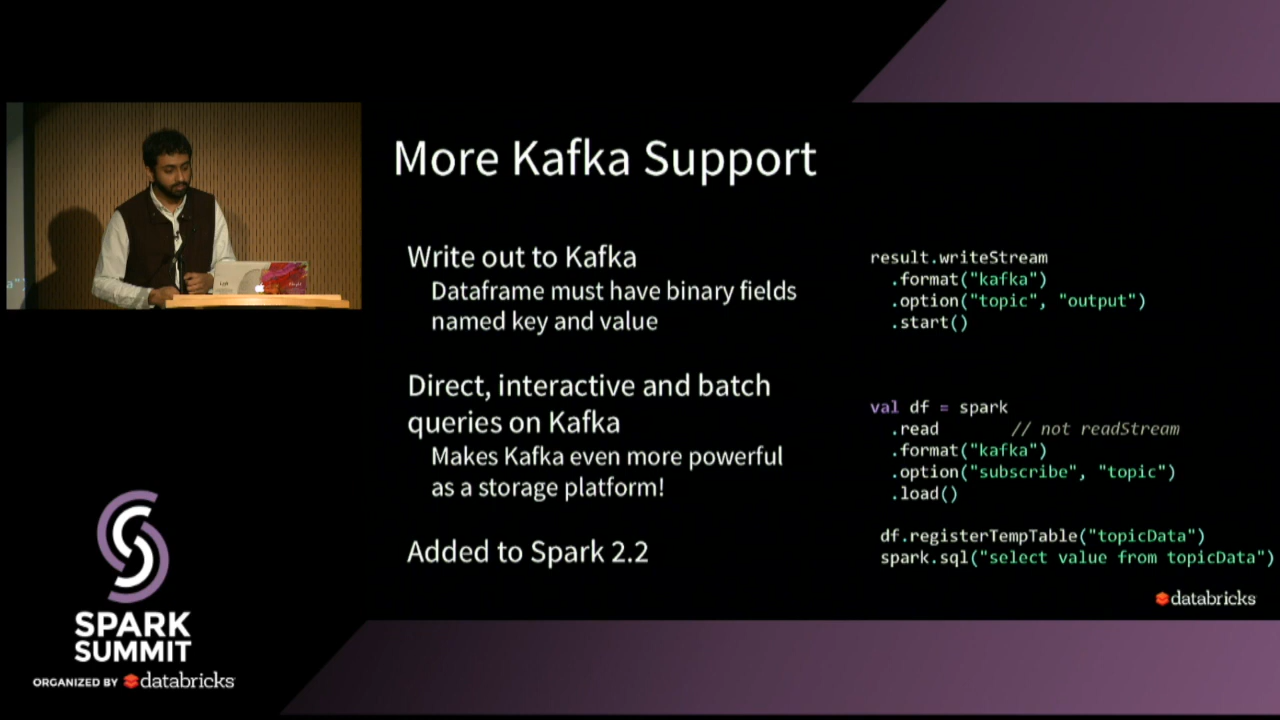 More Kafka Support
Write out to Kafka
Dataframe must have binary fields
named key and value
Direct, interactive and batch
queries on Kafka
Makes Kafka even more powerful
as a storage platform!
Added to Spark 2.2
result.writeStream
.format("kafka")
.option("topic", "output")
.start()
val df = spark
.read // not readStream
.format("kafka")
.option("subscribe", "topic")
.load()
df.registerTempTable("topicData")
spark.sql("select value from topicData")
databricks
SPARK
SUMMIT
ORGANIZED BY databricks